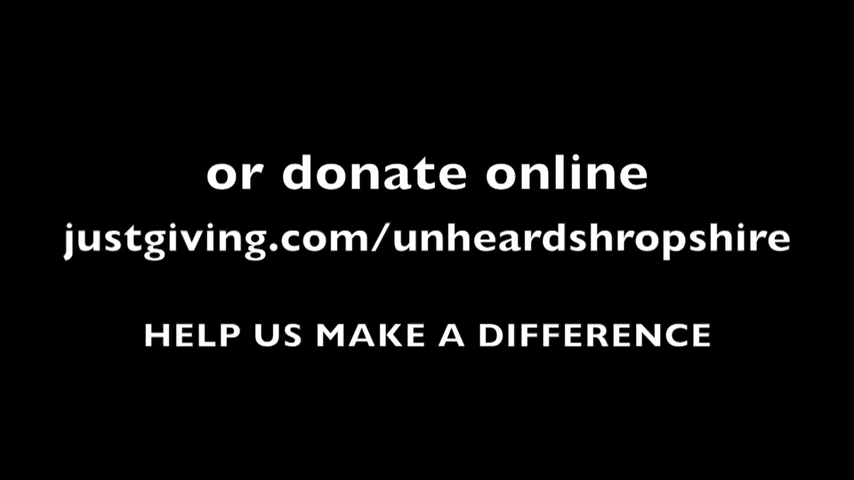 or donate online
justgiving.com/unheardshropshire
HELP US MAKE A DIFFERENCE